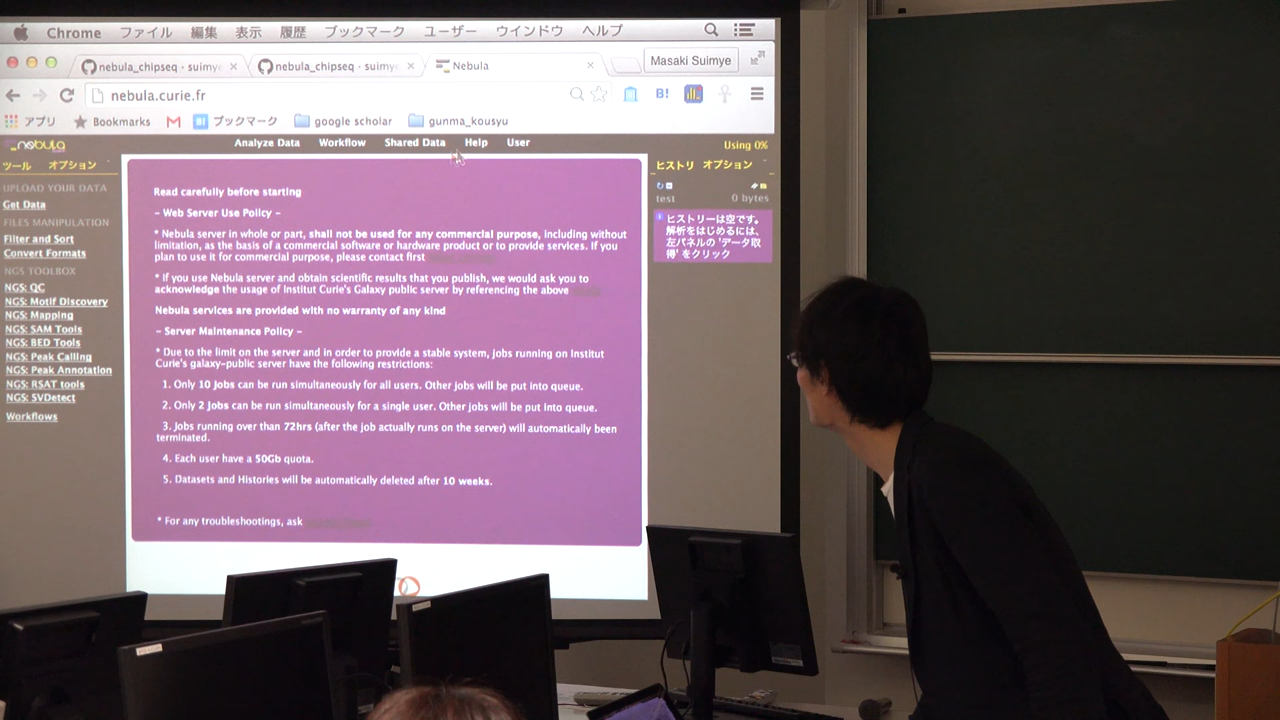 Chrome ファイル 編集 表示 履歴 ブックマーク ユーザー ウインドウ ヘルプ
nebula_chipseq · suimye × nebula_chipseq · suimy × Nebula × Masaki Suimye
nebula.curie.fr B!
アプリ Bookmarks B! ブックマーク google scholar gunma_kousyu
nebula Analyze Data Workflow Shared Data Help User Using 0%
ツール オプション
UPLOAD YOUR DATA
Get Data
FILES MANIPULATION
Filter and Sort
Convert Formats
NGS TOOLBOX
NGS: QC
NGS: Motif Discovery
NGS: Mapping
NGS: SAM Tools
NGS: BED Tools
NGS: Peak Calling
NGS: Peak Annotation
NGS: RSAT tools
NGS: SVDetect
Workflows
Read carefully before starting
- Web Server Use Policy -
* Nebula server in whole or part, shall not be used for any commercial purpose, including without
limitation, as the basis of a commercial software or hardware product or to provide services. If you
plan to use it for commercial purpose, please contact first
* If you use Nebula server and obtain scientific results that you publish, we would ask you to
acknowledge the usage of Institut Curie's Galaxy public server by referencing the above
Nebula services are provided with no warranty of any kind
- Server Maintenance Policy -
* Due to the limit on the server and in order to provide a stable system, jobs running on Institut
Curie's galaxy-public server have the following restrictions:
1. Only 10 jobs can be run simultaneously for all users. Other jobs will be put into queue.
2. Only 2 jobs can be run simultaneously for a single user. Other jobs will be put into queue.
3. Jobs running over than 72hrs (after the job actually runs on the server) will automatically been
terminated.
4. Each user have a 50Gb quota.
5. Datasets and Histories will be automatically deleted after 10 weeks.
* For any troubleshootings, ask
ヒストリ オプション
test 0 bytes
ヒストリーは空です。
解析をはじめるには、
左パネルの 'データ取
得' をクリック